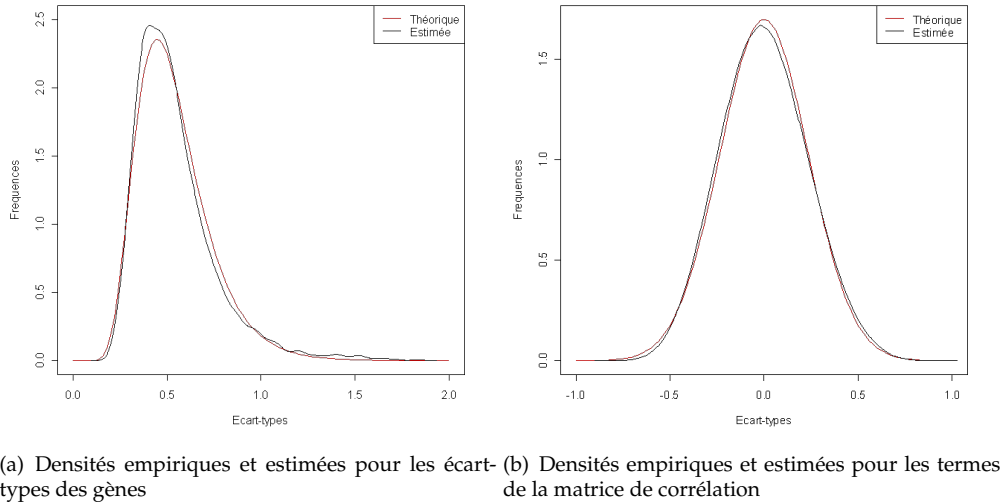 Théorique
Estimée
Frequences
0.0 0.5 1.0 1.5 2.0 2.5
0.0 0.5 1.0 1.5 2.0
Ecart-types
Théorique
Estimée
Frequences
0.0 0.5 1.0 1.5
-1.0 -0.5 0.0 0.5 1.0
Ecart-types
(a) Densités empiriques et estimées pour les écart-
types des gènes
(b) Densités empiriques et estimées pour les termes
de la matrice de corrélation